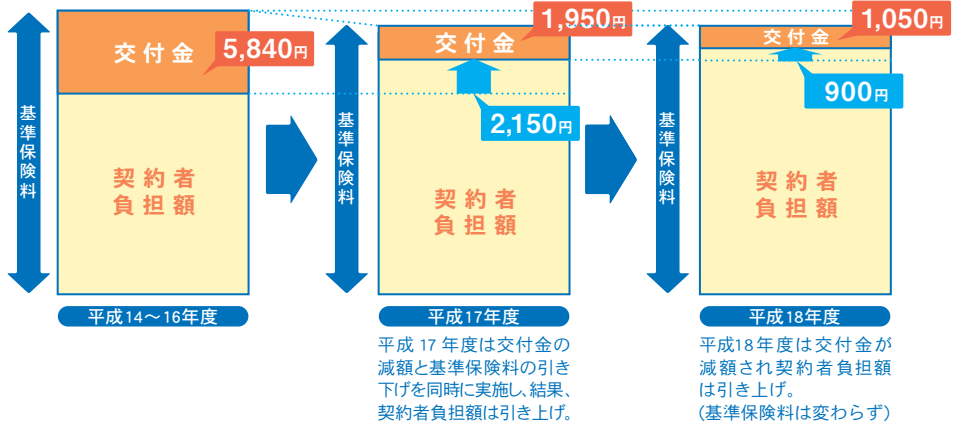 基準保険料
交付金
5,840円
契約者
負担額
平成14〜16年度
基準保険料
交付金
1,950円
2,150円
契約者
負担額
平成17年度
平成 17 年度は交付金の
減額と基準保険料の引き
下げを同時に実施し、結果、
契約者負担額は引き上げ。
基準保険料
交付金
1,050円
900円
契約者
負担額
平成18年度
平成18年度は交付金が
減額され契約者負担額
は引き上げ。
(基準保険料は変わらず)